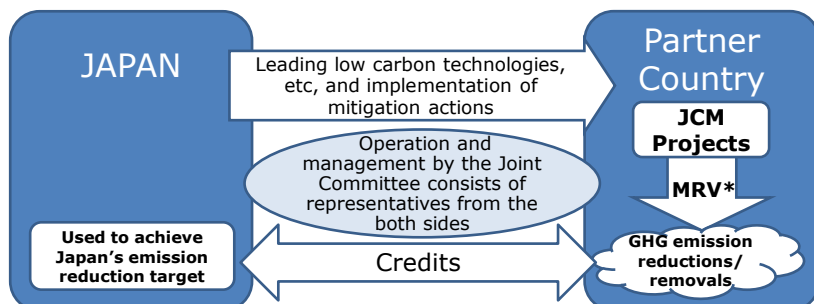 JAPAN
Leading low carbon technologies,
etc, and implementation of
mitigation actions
Partner
Country
JCM
Projects
MRV*
Operation and
management by the Joint
Committee consists of
representatives from the
both sides
Used to achieve
Japan’s emission
reduction target
Credits
GHG emission
reductions/
removals